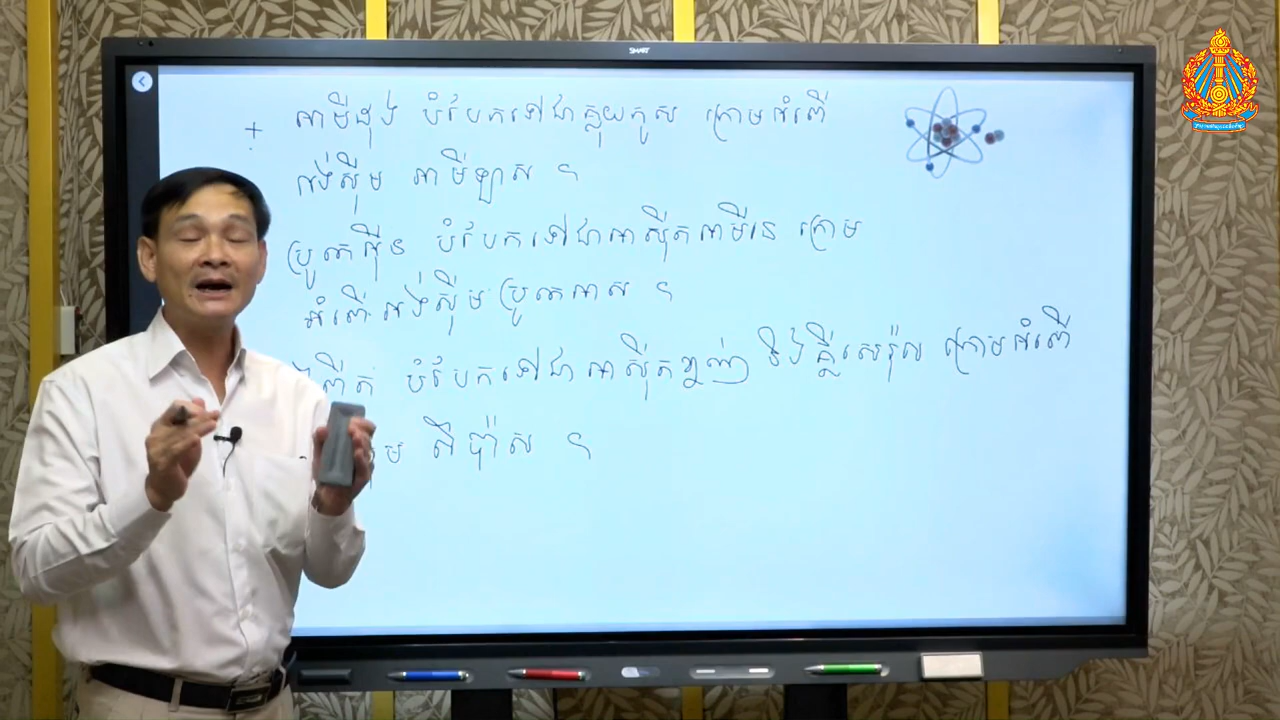 SMART
+ អាមីដុង បំបែកទៅជាគ្លុយកូស ក្រោមអំពើ
អង់ស៊ីម អាមីឡាស ។
ប្រូតេអ៊ីន បំបែកទៅជាអាស៊ីតអាមីនេ ក្រោម
អំពើអង់ស៊ីម ប្រូតេអាស ។
បំបែកទៅជាអាស៊ីតខ្លាញ់ និងគ្លីសេរ៉ុល ក្រោមអំពើ
លីប៉ាស ។